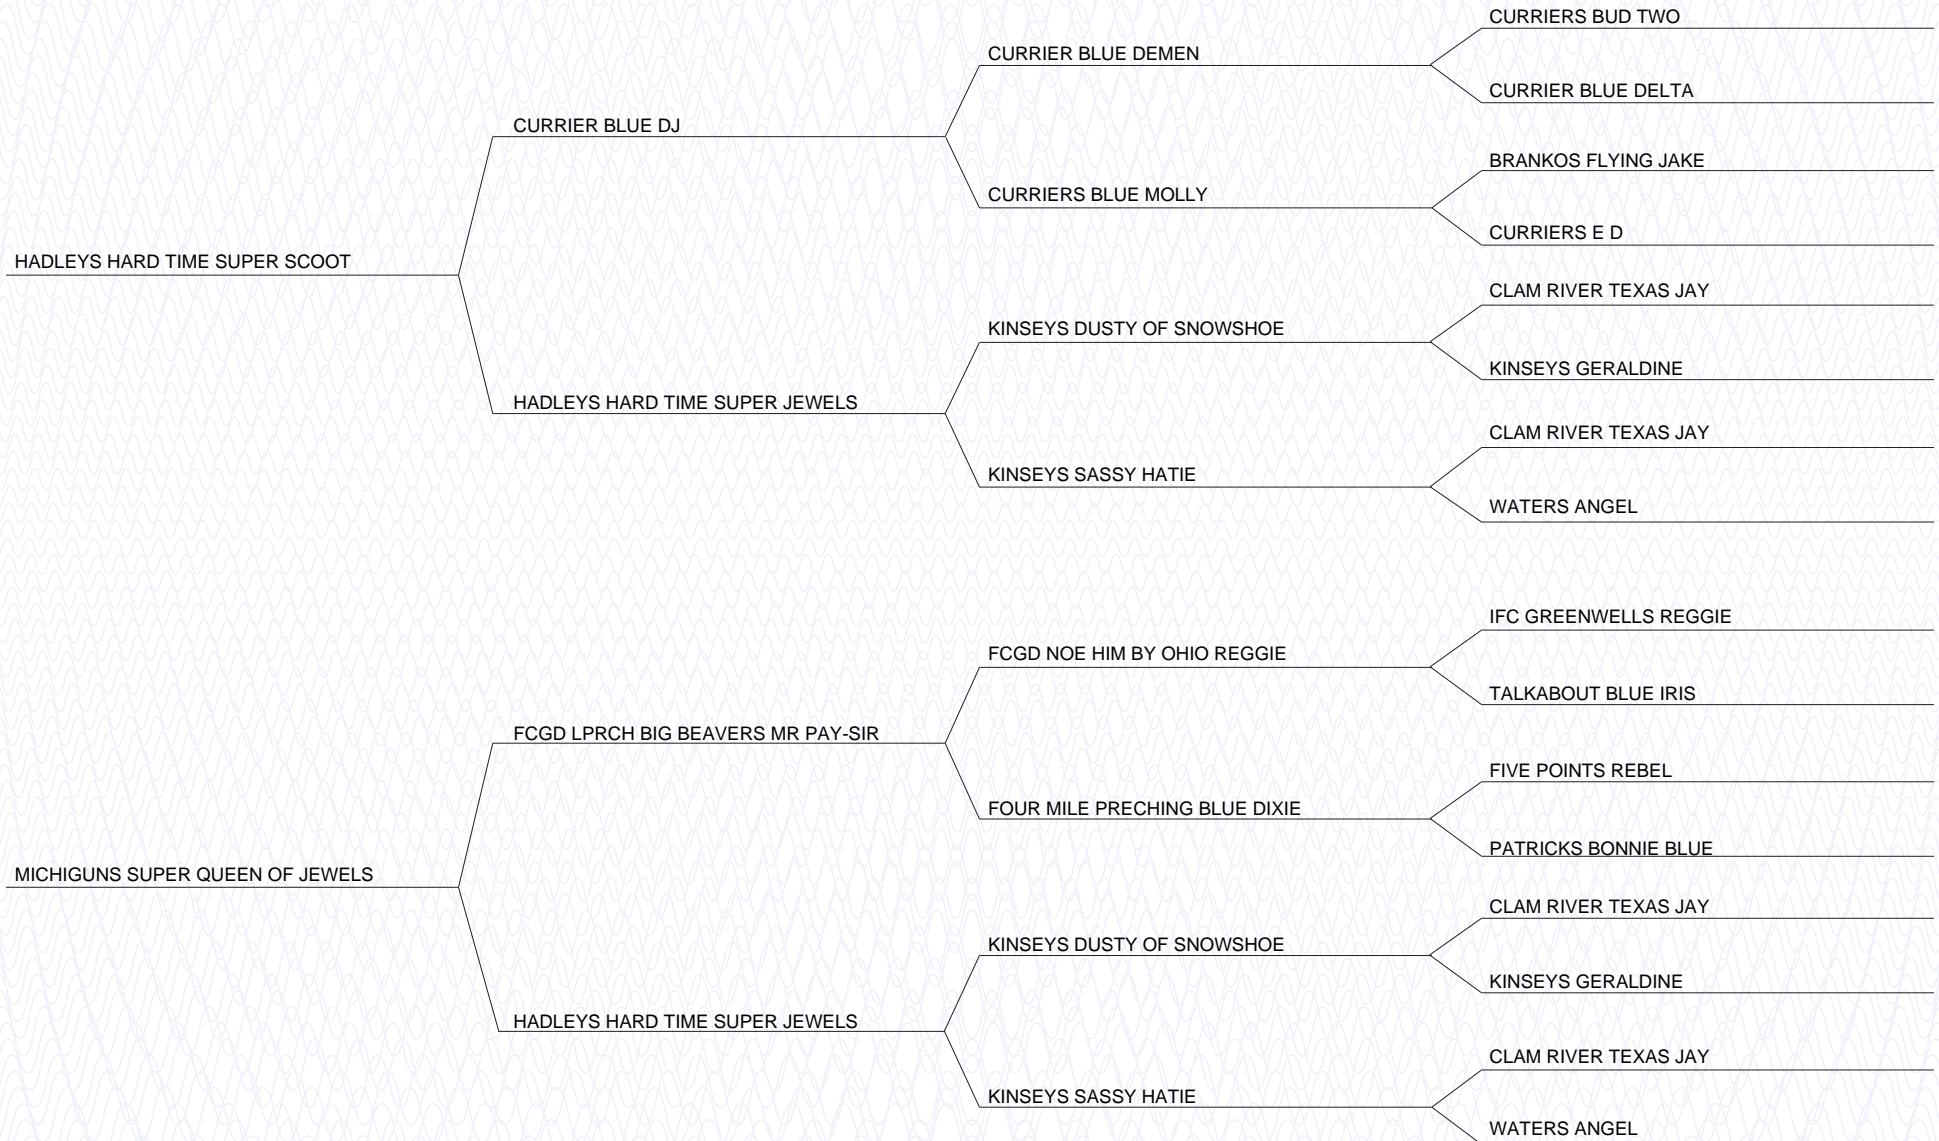 CURRIERS BUD TWO
CURRIER BLUE DEMEN
CURRIER BLUE DELTA
CURRIER BLUE DJ
BRANKOS FLYING JAKE
CURRIERS BLUE MOLLY
CURRIERS E D
HADLEYS HARD TIME SUPER SCOOT
CLAM RIVER TEXAS JAY
KINSEYS DUSTY OF SNOWSHOE
KINSEYS GERALDINE
HADLEYS HARD TIME SUPER JEWELS
CLAM RIVER TEXAS JAY
KINSEYS SASSY HATIE
WATERS ANGEL
IFC GREENWELLS REGGIE
FCGD NOE HIM BY OHIO REGGIE
TALKABOUT BLUE IRIS
FCGD LPRCH BIG BEAVERS MR PAY-SIR
FIVE POINTS REBEL
FOUR MILE PRECHING BLUE DIXIE
PATRICKS BONNIE BLUE
MICHIGUNS SUPER QUEEN OF JEWELS
CLAM RIVER TEXAS JAY
KINSEYS DUSTY OF SNOWSHOE
KINSEYS GERALDINE
HADLEYS HARD TIME SUPER JEWELS
CLAM RIVER TEXAS JAY
KINSEYS SASSY HATIE
WATERS ANGEL